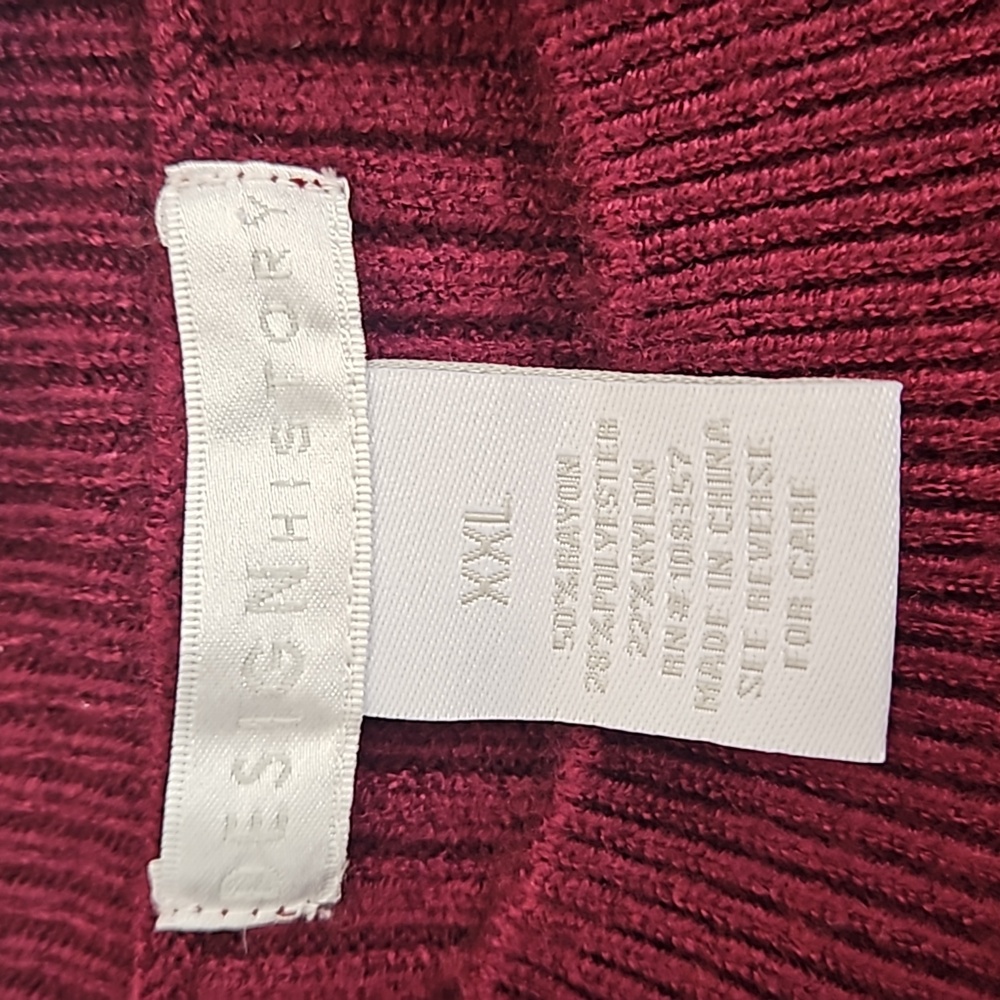 DESIGN HISTORY
XXL
50% RAYON
28% POLYESTER
22% NYLON
RN# 108357
MADE IN CHINA
SEE REVERSE
FOR CARE